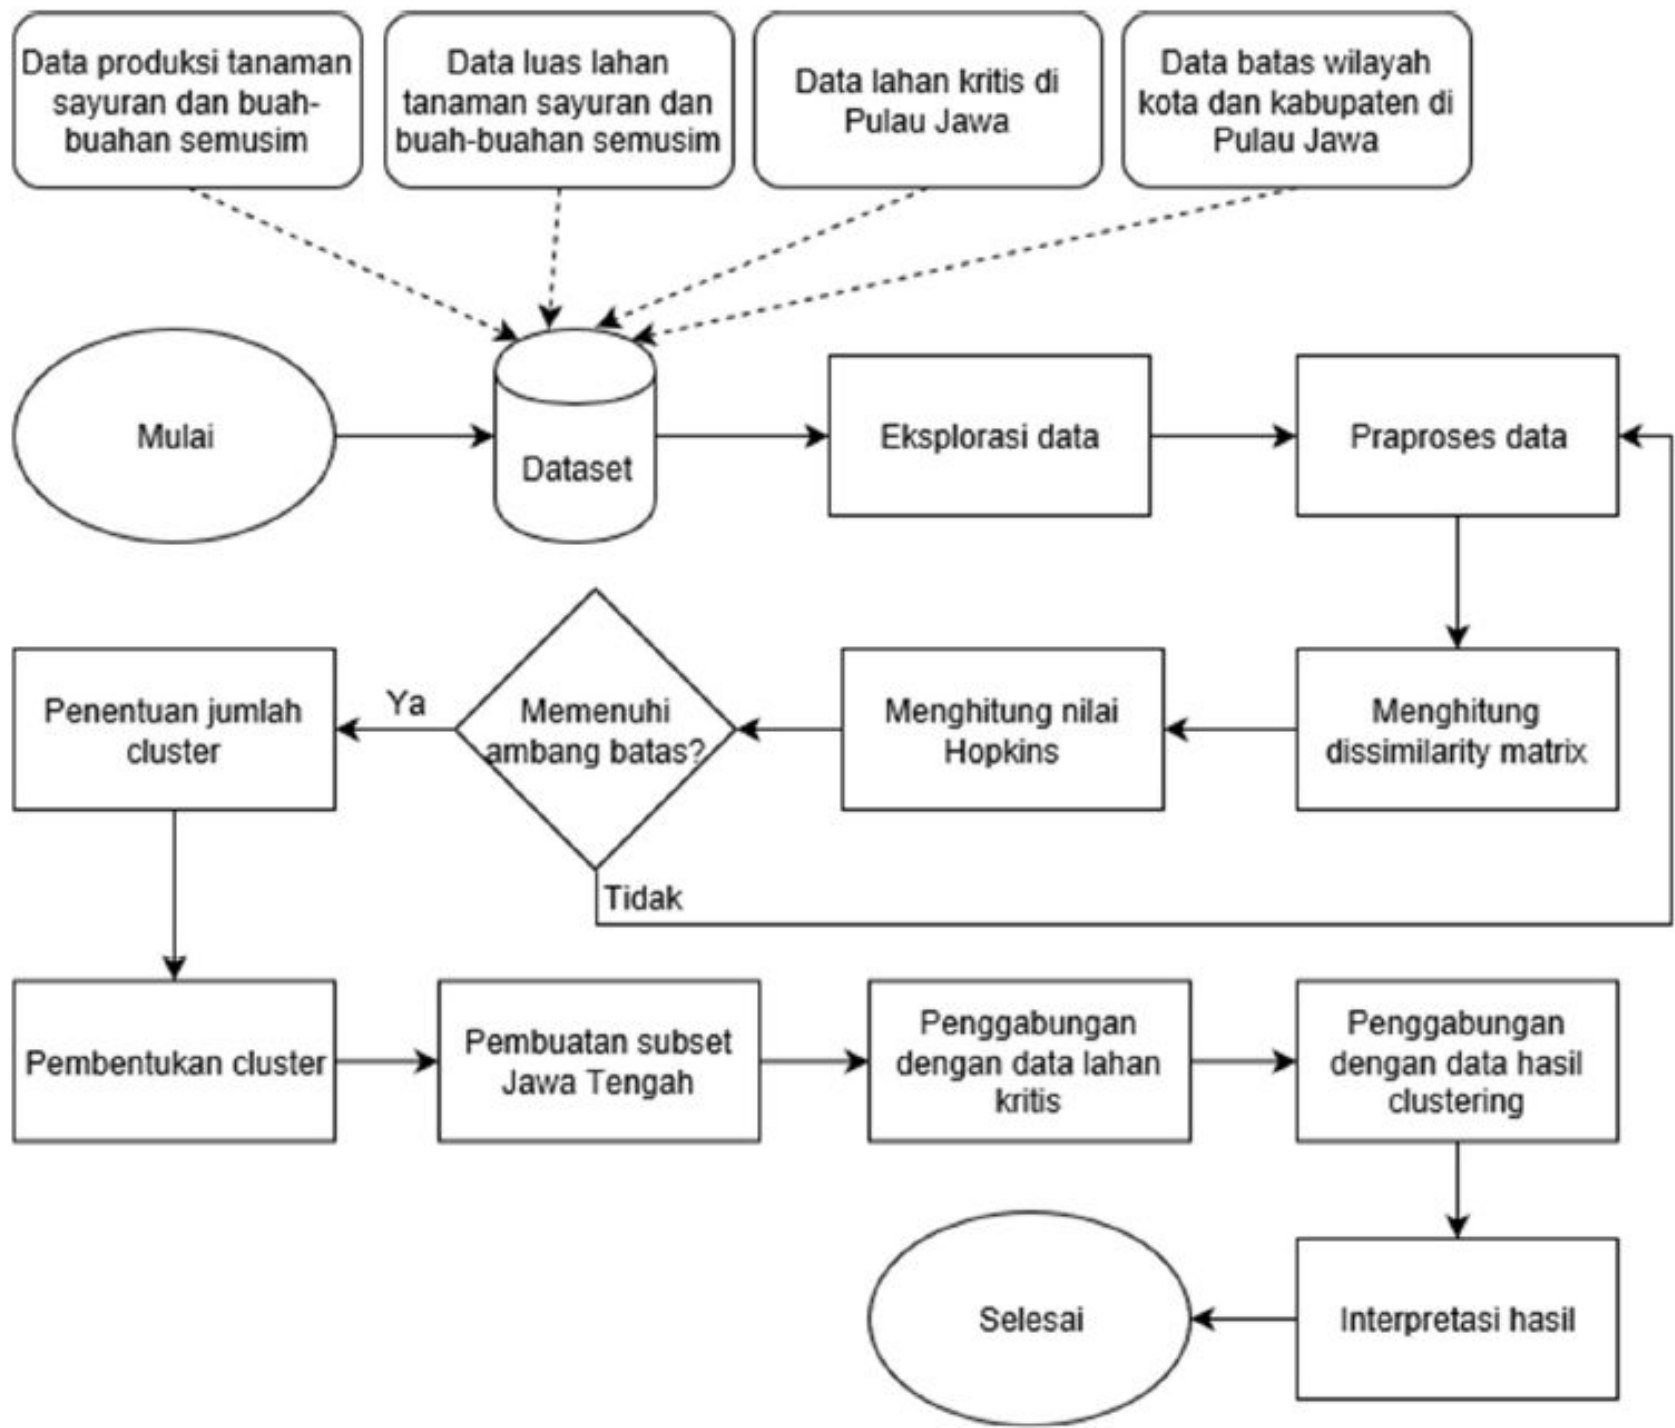 Data produksi tanaman
sayuran dan buah-
buahan semusim
Data luas lahan
tanaman sayuran dan
buah-buahan semusim
Data lahan kritis di
Pulau Jawa
Data batas wilayah
kota dan kabupaten di
Pulau Jawa
Mulai
Dataset
Eksplorasi data
Praproses data
Penentuan jumlah
cluster
Ya
Memenuhi
ambang batas?
Menghitung nilai
Hopkins
Menghitung
dissimilarity matrix
Tidak
Pembentukan cluster
Pembuatan subset
Jawa Tengah
Penggabungan
dengan data lahan
kritis
Penggabungan
dengan data hasil
clustering
Selesai
Interpretasi hasil